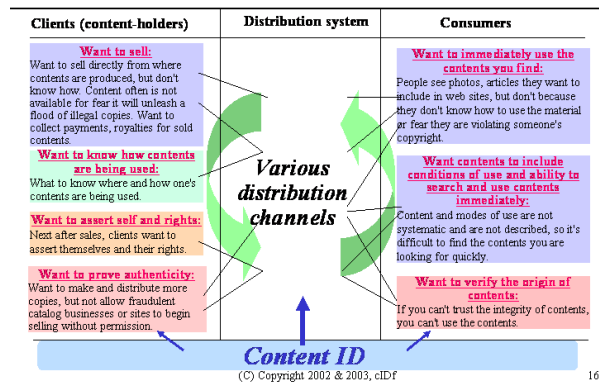 Clients (content-holders)
Distribution system
Consumers
Want to sell:
Want to sell directly from where
contents are produced, but don't
know how. Content often is not
available for fear it will unleash a
flood of illegal copies. Want to
collect payments, royalties for sold
contents.
Want to know how contents
are being used:
What to know where and how one's
contents are being used.
Want to assert self and rights:
Next after sales, clients want to
assert themselves and their rights.
Want to prove authenticity:
Want to make and distribute more
copies, but not allow fraudulent
catalog businesses or sites to begin
selling without permission.
Various
distribution
channels
Want to immediately use the
contents you find:
People see photos, articles they want to
include in web sites, but don't because
they don't know how to use the material
or fear they are violating someone's
copyright.
Want contents to include
conditions of use and ability to
search and use contents
immediately:
Content and modes of use are not
systematic and are not described, so it's
difficult to find the contents you are
looking for quickly.
Want to verify the origin of
contents:
If you can't trust the integrity of contents,
you can't use the contents.
Content ID
(C) Copyright 2002 & 2003, cIDf
16